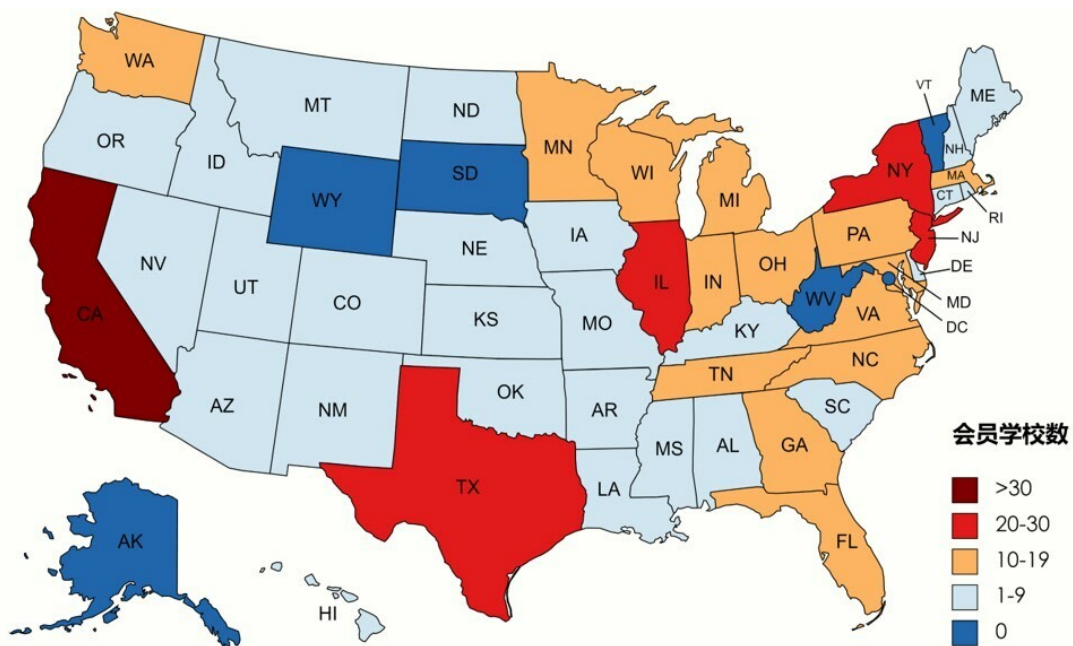 WA
MT
ND
MN
VT
ME
OR
ID
WY
SD
WI
MI
NY
NH
MA
CT
RI
NV
UT
CO
NE
IA
IL
IN
OH
PA
NJ
DE
MD
DC
CA
KS
MO
KY
WV
VA
AZ
NM
OK
AR
TN
NC
SC
TX
LA
MS
AL
GA
FL
AK
HI
会员学校数
>30
20-30
10-19
1-9
0